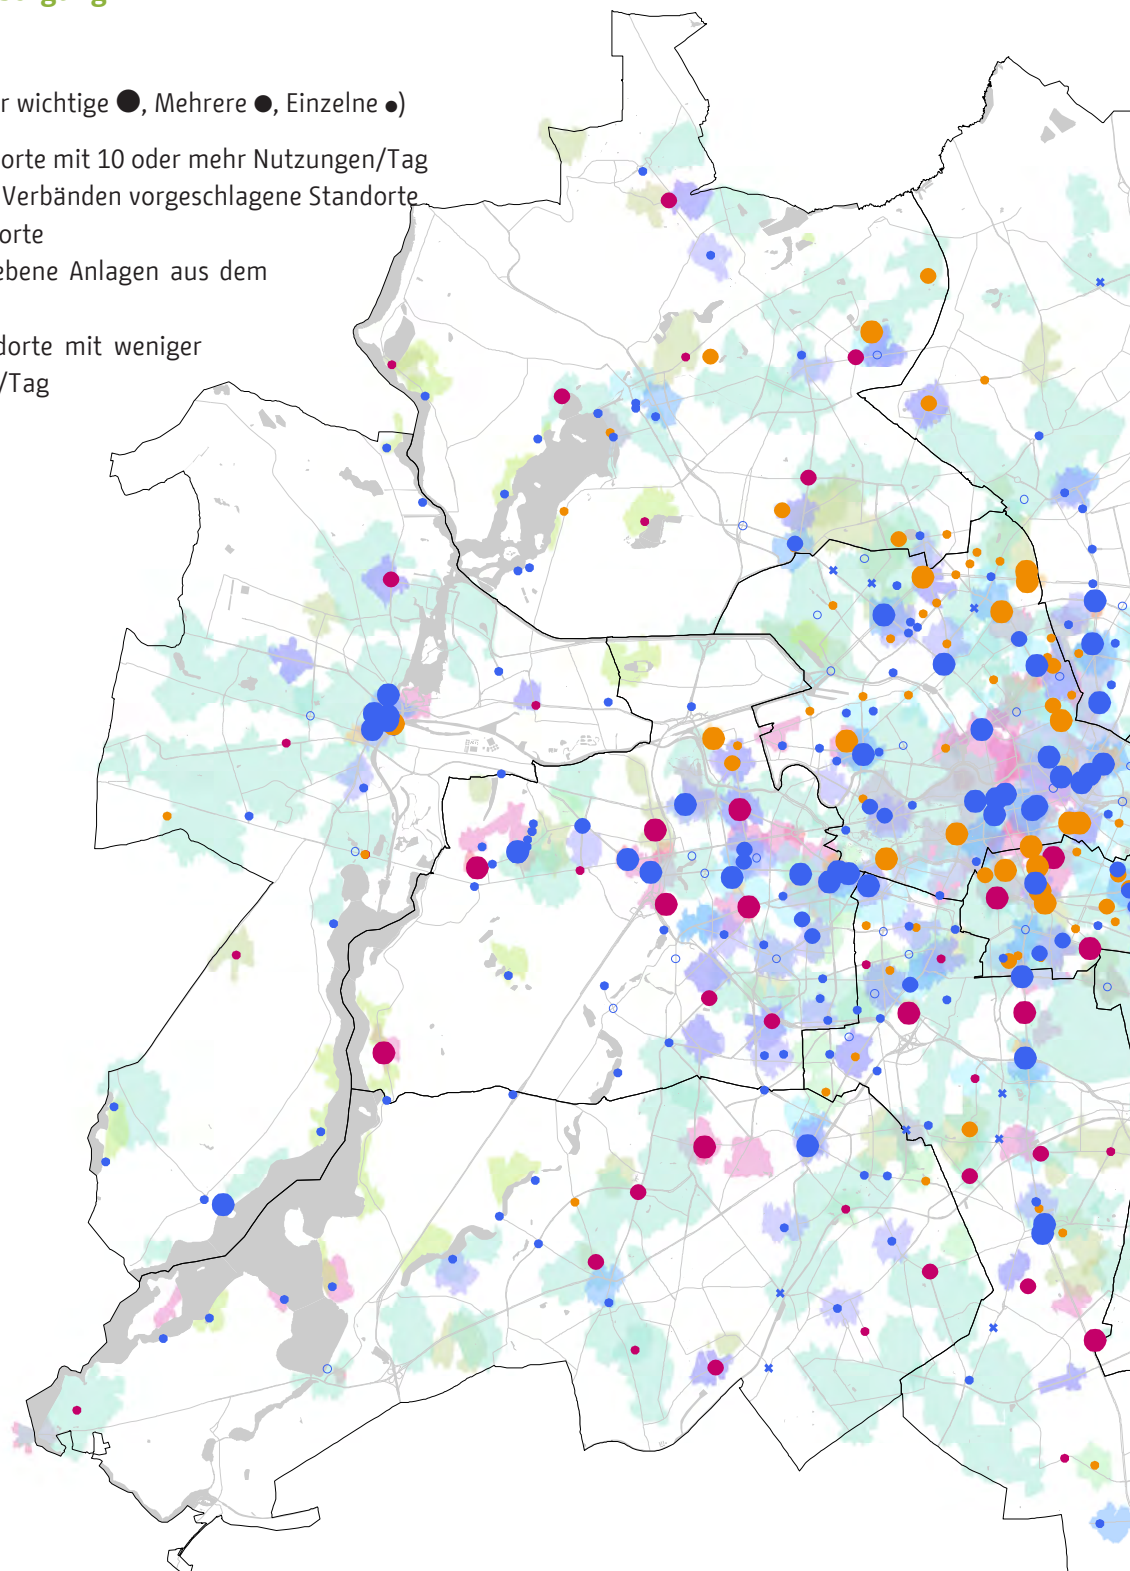 r wichtige ●, Mehrere ●, Einzelne ●)
orte mit 10 oder mehr Nutzungen/Tag
Verbänden vorgeschlagene Standorte
orte
ebene Anlagen aus dem
dorte mit weniger
/Tag